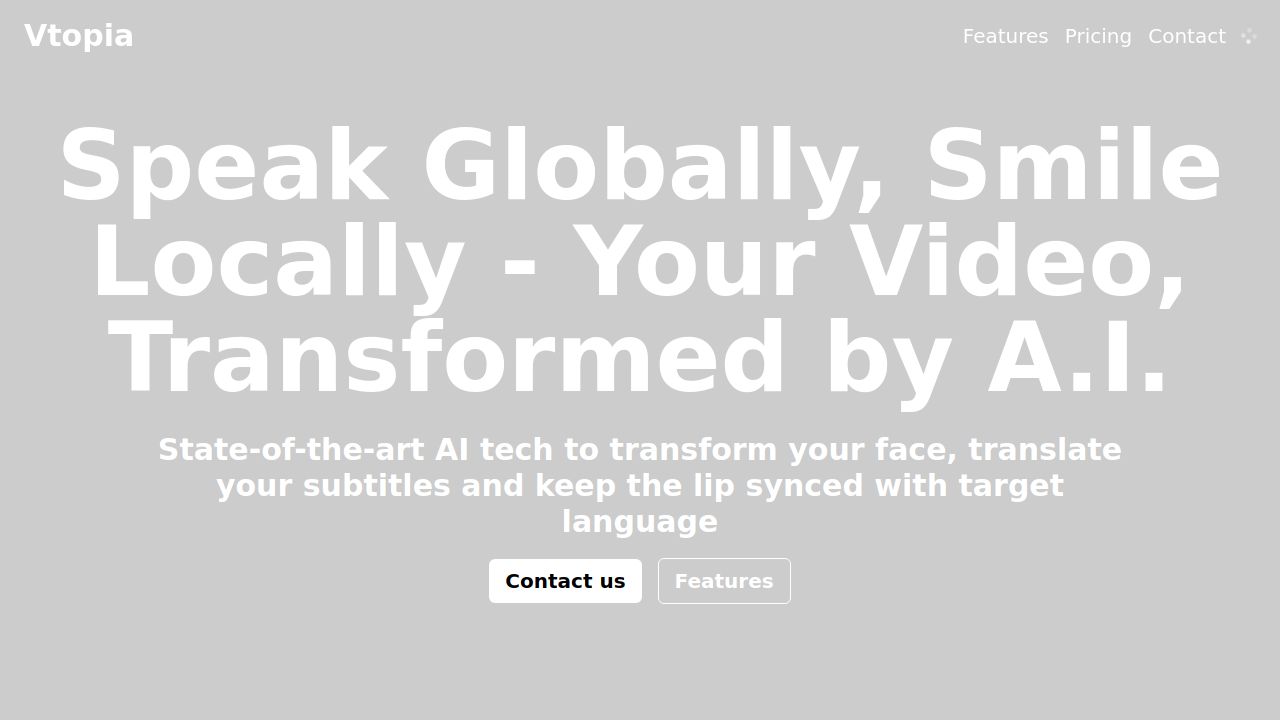 Vtopia
Features Pricing Contact
Speak Globally, Smile
Locally - Your Video,
Transformed by A.I.
State-of-the-art AI tech to transform your face, translate
your subtitles and keep the lip synced with target
language
Contact us
Features